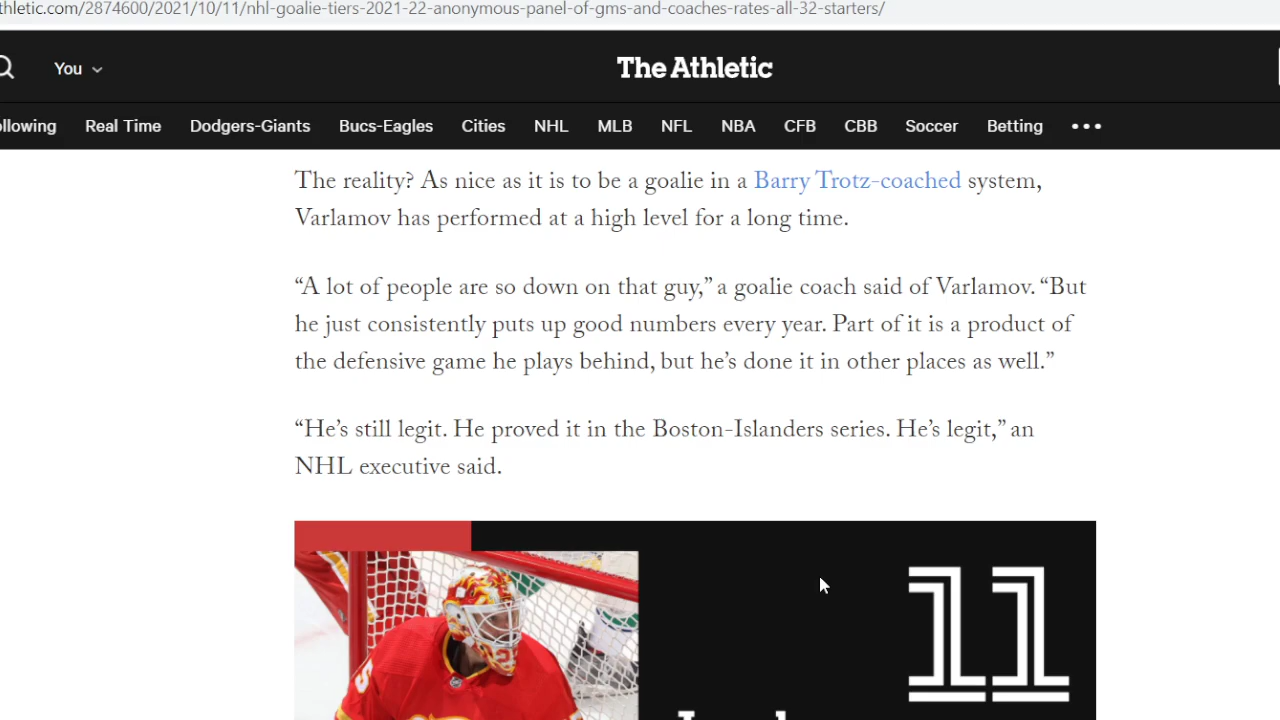 thletic.com/2874600/2021/10/11/nhl-goalie-tiers-2021-22-anonymous-panel-of-gms-and-coaches-rates-all-32-starters/
You
The Athletic
ollowing Real Time Dodgers-Giants Bucs-Eagles Cities NHL MLB NFL NBA CFB CBB Soccer Betting
The reality? As nice as it is to be a goalie in a Barry Trotz-coached system,
Varlamov has performed at a high level for a long time.
“A lot of people are so down on that guy,” a goalie coach said of Varlamov. “But
he just consistently puts up good numbers every year. Part of it is a product of
the defensive game he plays behind, but he’s done it in other places as well.”
“He’s still legit. He proved it in the Boston-Islanders series. He’s legit,” an
NHL executive said.
11